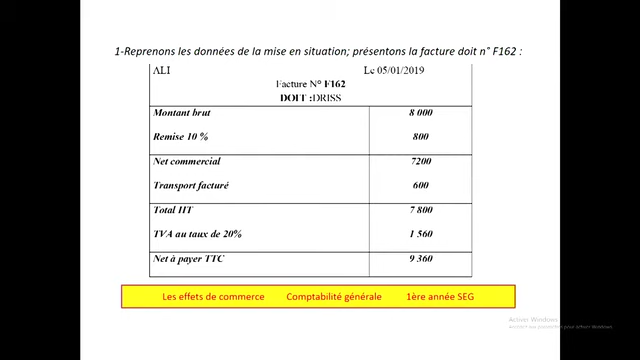 1-Reprenons les données de la mise en situation; présentons la facture doit n° F162 :
ALI Le 05/01/2019
Facture N° F162
DOIT :DRISS
Montant brut 8 000
Remise 10 % 800
Net commercial 7200
Transport facturé 600
Total HT 7 800
TVA au taux de 20% 1 560
Net à payer TTC 9 360
Les effets de commerce Comptabilité générale 1ère année SEG
Activer Windows